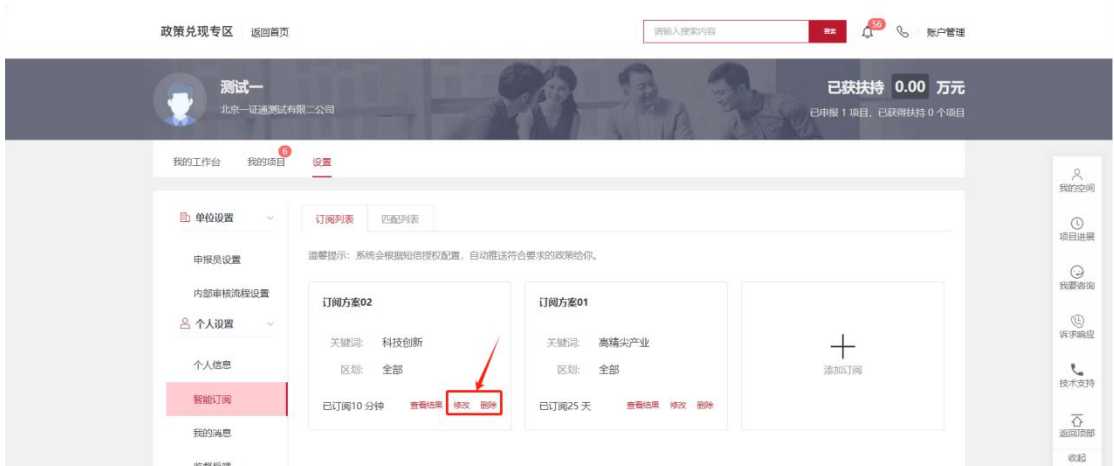 政策兑现专区 返回首页 请输入搜索内容 搜索 56 账户管理
测试一
北京一证通测试有限二公司
已获扶持 0.00 万元
已申报 1 项目，已获得扶持 0 个项目
我的工作台 我的项目 6 设置
单位设置
申报员设置
内部审核流程设置
个人设置
个人信息
智能订阅
我的消息
订阅列表 匹配列表
温馨提示：系统会根据短信授权配置，自动推送符合要求的政策给你。
订阅方案02
关键词: 科技创新
区划: 全部
已订阅10 分钟 查看结果 修改 删除
订阅方案01
关键词: 高精尖产业
区划: 全部
已订阅25 天 查看结果 修改 删除
添加订阅
我的空间
项目进展
我要咨询
诉求响应
技术支持
返回顶部
收起